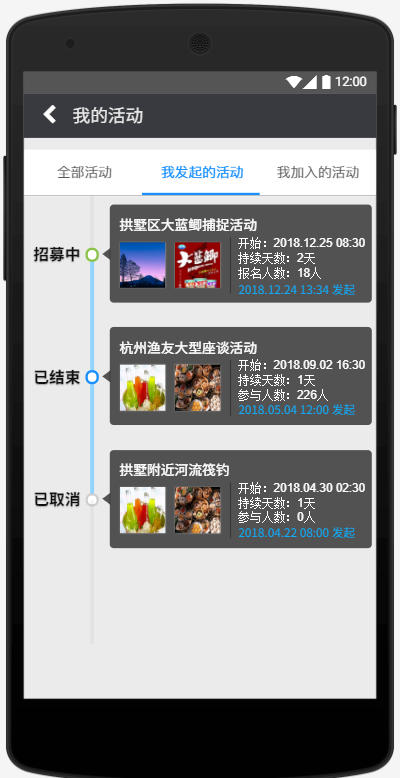 12:00
我的活动
全部活动
我发起的活动
我加入的活动
招募中
拱墅区大蓝鲫捕捉活动
大蓝鲫
开始：2018.12.25 08:30
持续天数：2天
报名人数：18人
2018.12.24 13:34 发起
已结束
杭州渔友大型座谈活动
开始：2018.09.02 16:30
持续天数：1天
参与人数：226人
2018.05.04 12:00 发起
已取消
拱墅附近河流筏钓
开始：2018.04.30 02:30
持续天数：1天
参与人数：0人
2018.04.22 08:00 发起